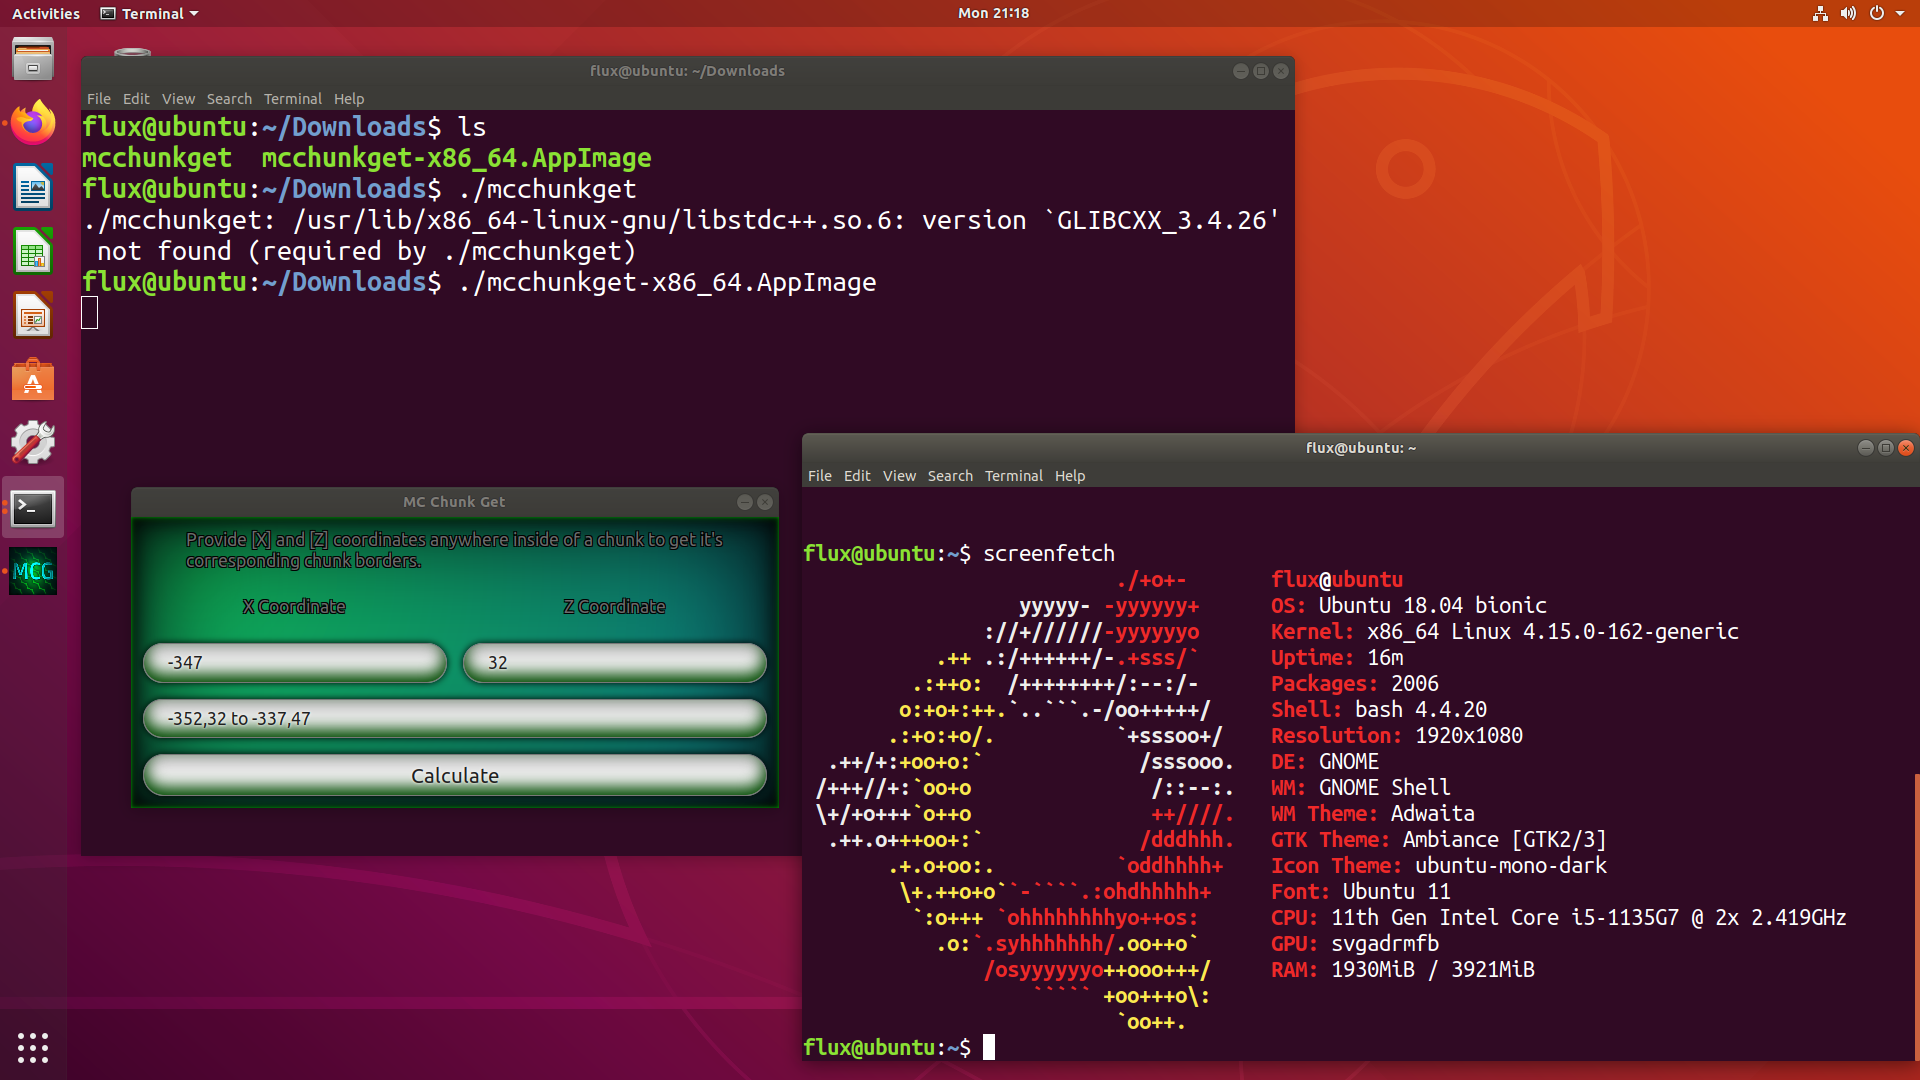 Activities
Terminal
Mon 21:18
flux@ubuntu: ~/Downloads
File Edit View Search Terminal Help
flux@ubuntu:~/Downloads$ ls
mcchunkget  mcchunkget-x86_64.AppImage
flux@ubuntu:~/Downloads$ ./mcchunkget
./mcchunkget: /usr/lib/x86_64-linux-gnu/libstdc++.so.6: version `GLIBCXX_3.4.26'
 not found (required by ./mcchunkget)
flux@ubuntu:~/Downloads$ ./mcchunkget-x86_64.AppImage
MC Chunk Get
Provide [X] and [Z] coordinates anywhere inside of a chunk to get it's
corresponding chunk borders.
X Coordinate
Z Coordinate
-347
32
-352,32 to -337,47
Calculate
MCG
flux@ubuntu: ~
File Edit View Search Terminal Help
flux@ubuntu:~$ screenfetch
./+o+-       flux@ubuntu
yyyyy- -yyyyyy+      OS: Ubuntu 18.04 bionic
://+//////-yyyyyyo      Kernel: x86_64 Linux 4.15.0-162-generic
.++ .:/++++++/-.+sss/`      Uptime: 16m
.:++o:  /++++++++/:--:/-      Packages: 2006
o:+o+:++.`..```.-/oo+++++/     Shell: bash 4.4.20
.:+o:+o/.          `+sssoo+/    Resolution: 1920x1080
.++/+:+oo+o:`             /sssooo.   DE: GNOME
/+++//+:`oo+o               /::--:.   WM: GNOME Shell
\+/+o+++`o++o               ++////.   WM Theme: Adwaita
.++.o+++oo+:`             /dddhhh.   GTK Theme: Ambiance [GTK2/3]
.+.o+oo:.          `oddhhhh+    Icon Theme: ubuntu-mono-dark
\+.++o+o``-````.:ohdhhhhh+     Font: Ubuntu 11
`:o+++ `ohhhhhhhhyo++os:      CPU: 11th Gen Intel Core i5-1135G7 @ 2x 2.419GHz
.o:`.syhhhhhhh/.oo++o`      GPU: svgadrmfb
/osyyyyyyo++ooo+++/     RAM: 1930MiB / 3921MiB
````` +oo+++o\:
`oo++.
flux@ubuntu:~$